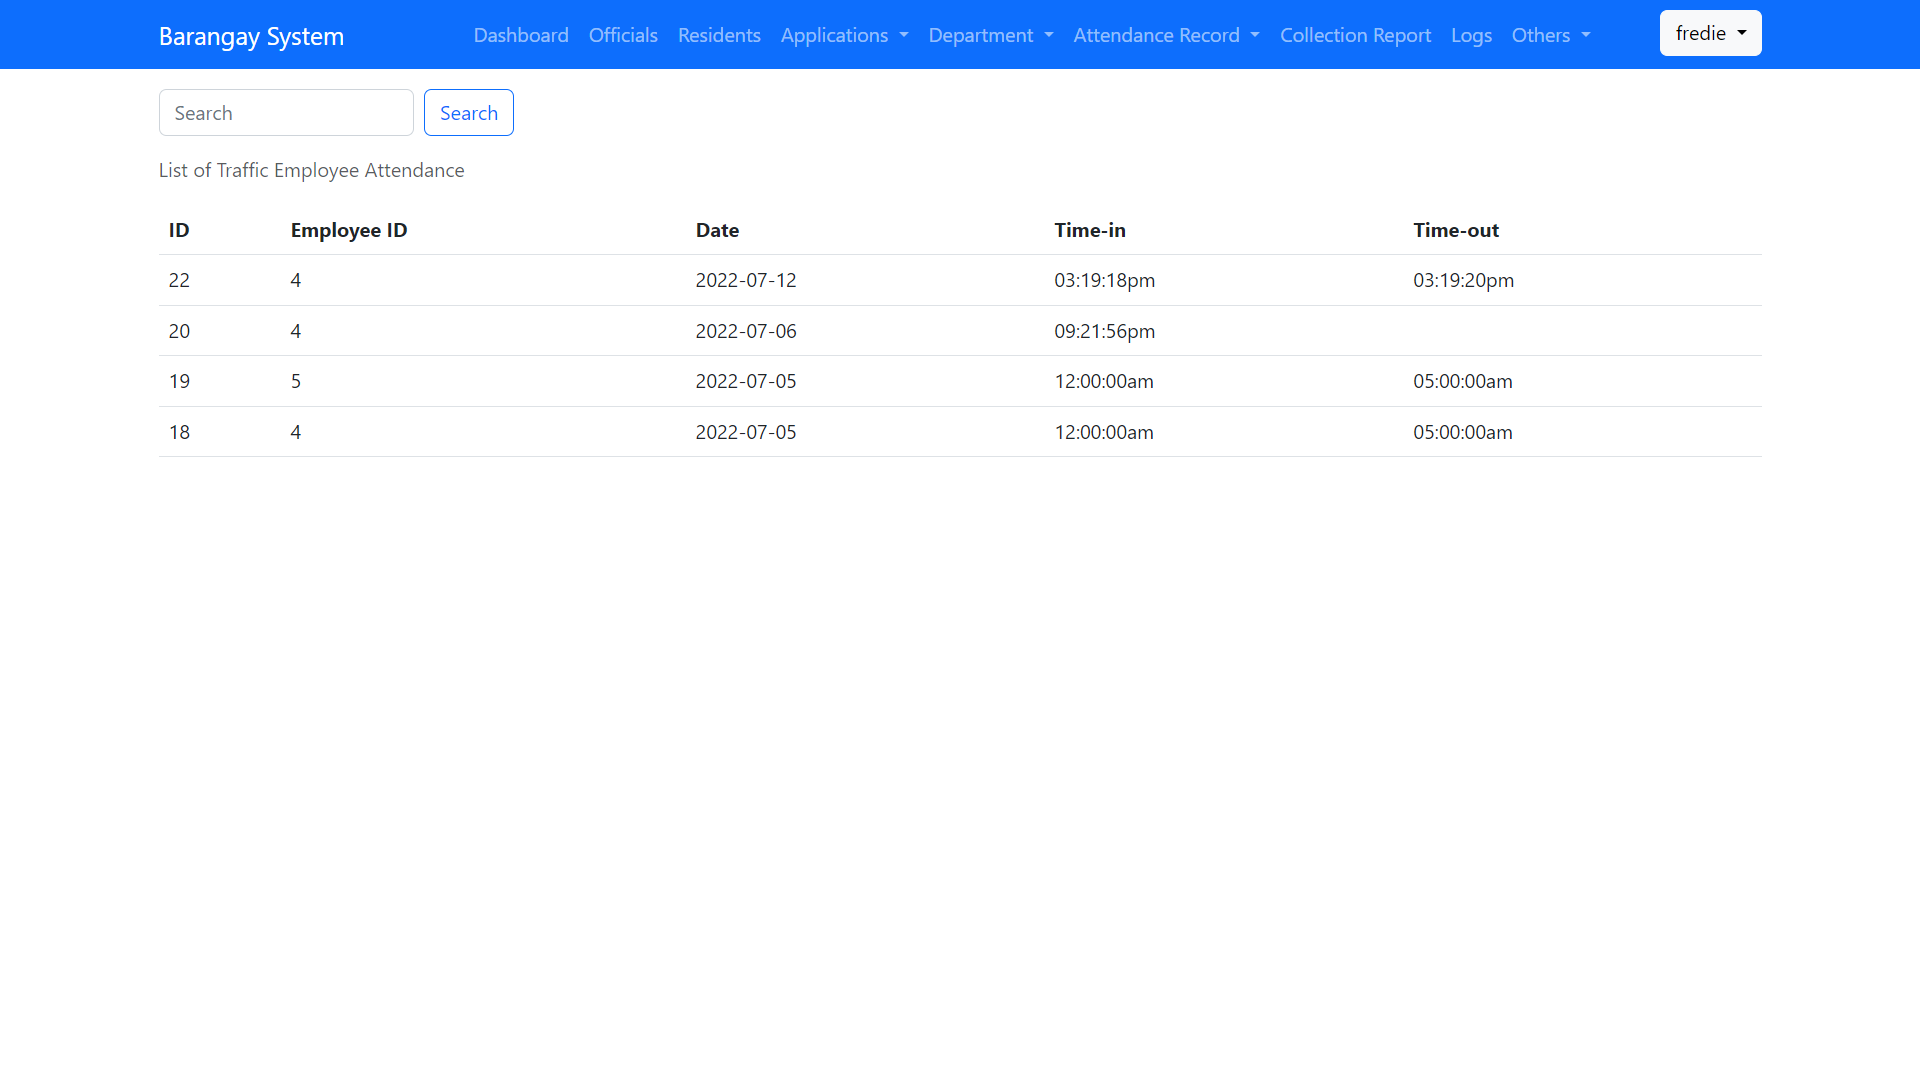 Barangay System Dashboard Officials Residents Applications Department Attendance Record Collection Report Logs Others fredie
Search Search
List of Traffic Employee Attendance
ID Employee ID Date Time-in Time-out
22 4 2022-07-12 03:19:18pm 03:19:20pm
20 4 2022-07-06 09:21:56pm
19 5 2022-07-05 12:00:00am 05:00:00am
18 4 2022-07-05 12:00:00am 05:00:00am